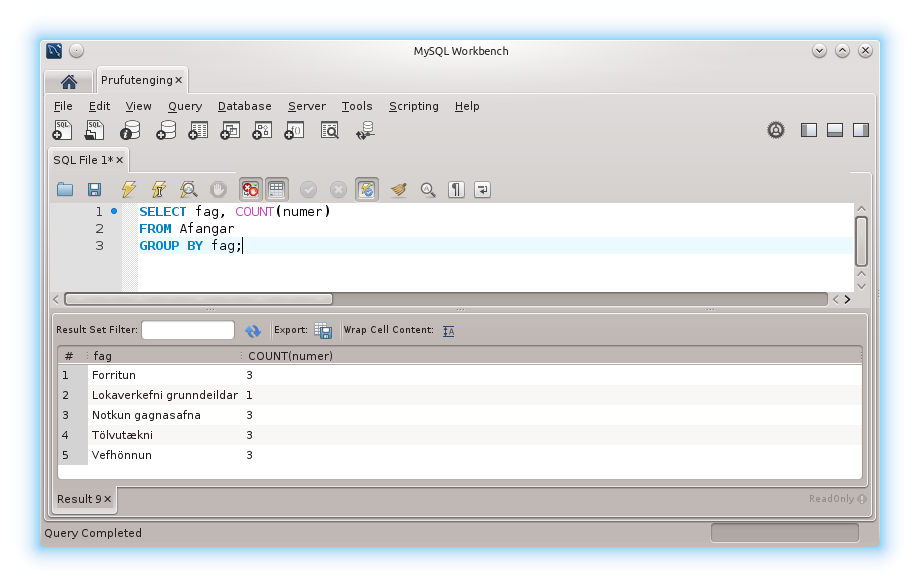 MySQL Workbench
Prufutenging
File Edit View Query Database Server Tools Scripting Help
SQL SQL
SQL File 1*
1 SELECT fag, COUNT(numer)
2 FROM Afangar
3 GROUP BY fag;
Result Set Filter: Export: Wrap Cell Content:
# fag COUNT(numer)
1 Forritun 3
2 Lokaverkefni grunndeildar 1
3 Notkun gagnasafna 3
4 Tölvutækni 3
5 Vefhönnun 3
Result 9 ReadOnly
Query Completed